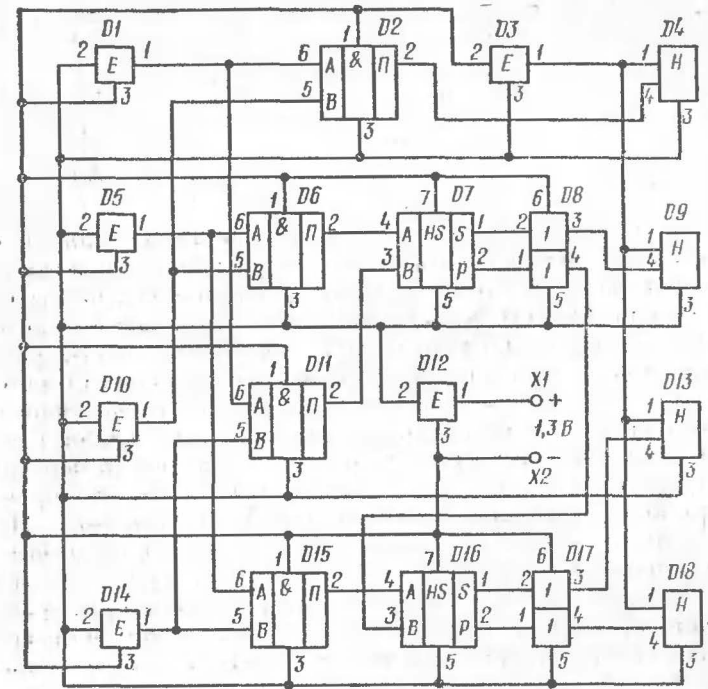 D1 D2 D3 D4
2 E 1 3
1 6 A & П 2 5 B 3
2 E 1 3
1 H 4 3
D5 D6 D7 D8 D9
2 E 1 3
1 6 A & П 2 5 B 3
7 4 A HS S 1 3 B P 2 5
6 2 1 3 1 1 4 5
1 H 4 3
D10 D11 D12 D13
2 E 1 3
1 6 A & П 2 5 B 3
2 E 1 3
X1
+
1,3 В
−
X2
1 H 4 3
D14 D15 D16 D17 D18
2 E 1 3
1 6 A & П 2 5 B 3
7 4 A HS S 1 3 B P 2 5
6 2 1 3 1 1 4 5
1 H 4 3